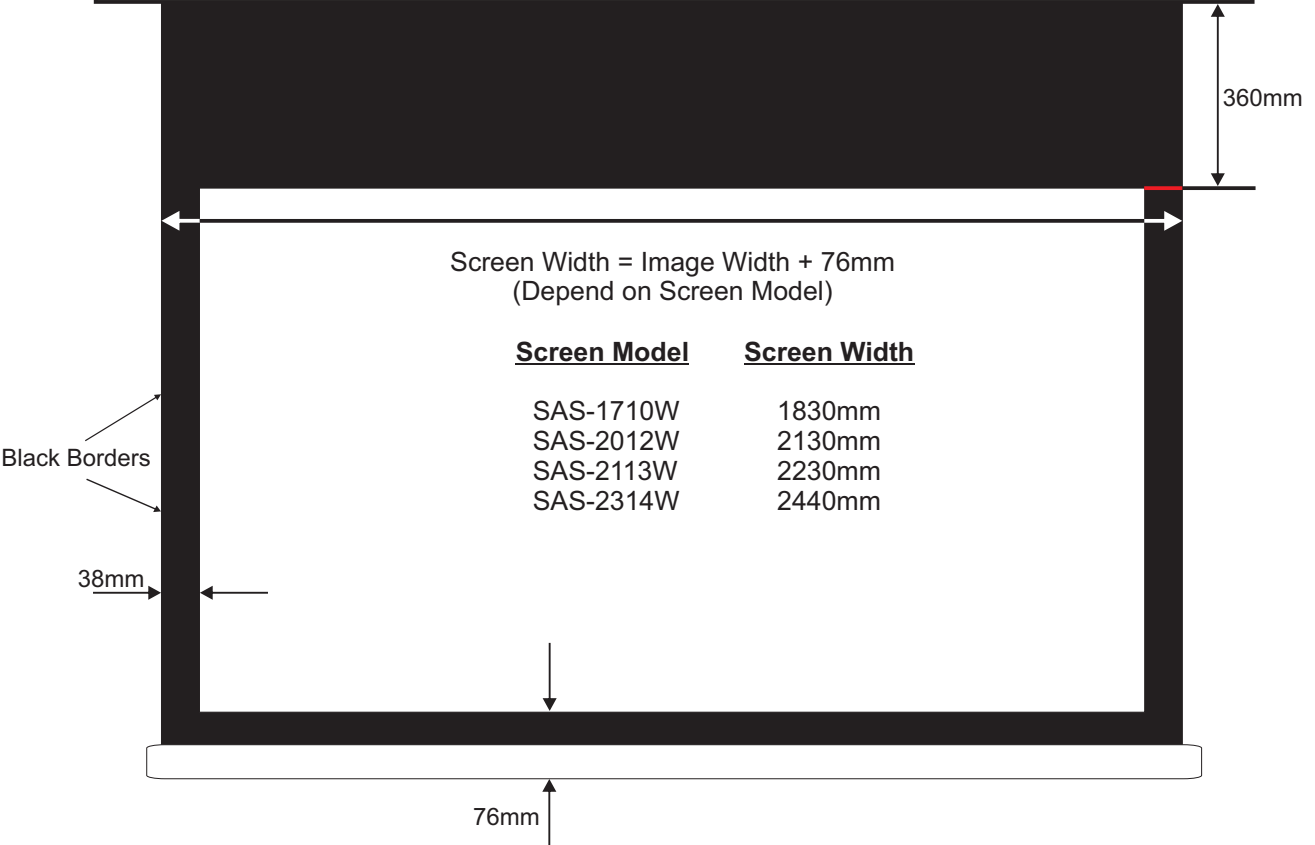 360mm
Screen Width = Image Width + 76mm
(Depend on Screen Model)
Screen Model Screen Width
SAS-1710W 1830mm
SAS-2012W 2130mm
SAS-2113W 2230mm
SAS-2314W 2440mm
Black Borders
38mm
76mm